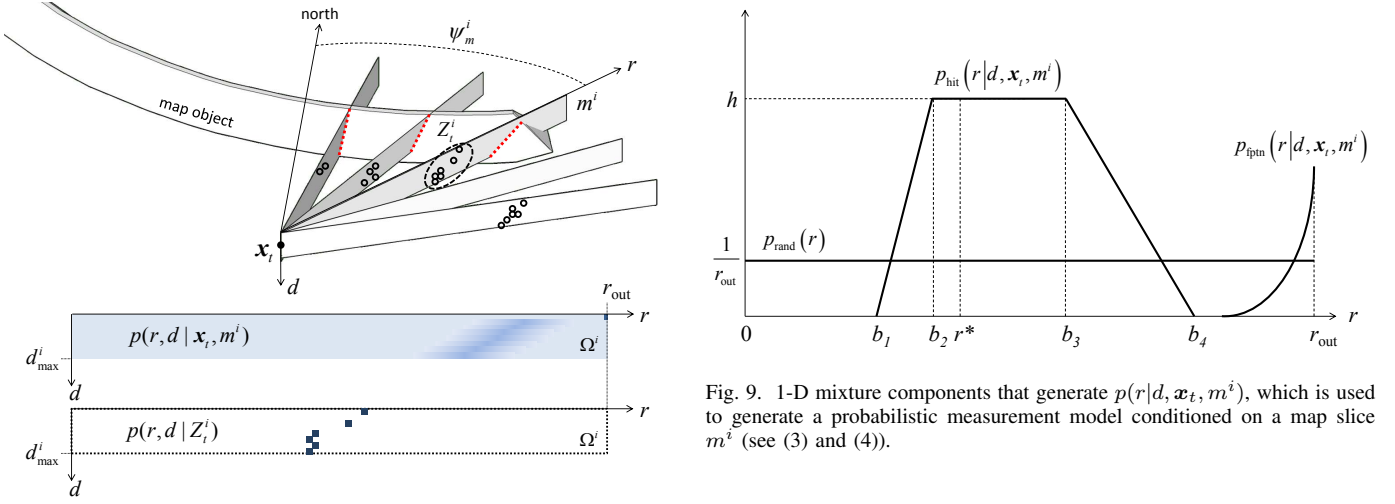 north
ψ_m^i
r
m^i
map object
Z_t^i
x_t
d
r_out
r
p(r, d | x_t, m^i)
Ω^i
d_max^i
d
r
p(r, d | Z_t^i)
Ω^i
d_max^i
d
p_hit(r|d, x_t, m^i)
h
p_fptn(r|d, x_t, m^i)
1/r_out
p_rand(r)
0 b_1 b_2 r* b_3 b_4 r_out r
Fig. 9. 1-D mixture components that generate p(r|d, x_t, m^i), which is used
to generate a probabilistic measurement model conditioned on a map slice
m^i (see (3) and (4)).